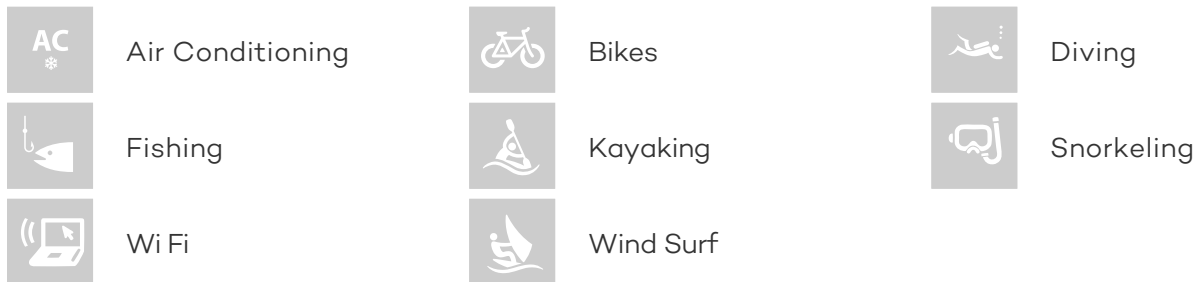 AC
Air Conditioning
Bikes
Diving
Fishing
Kayaking
Snorkeling
Wi Fi
Wind Surf